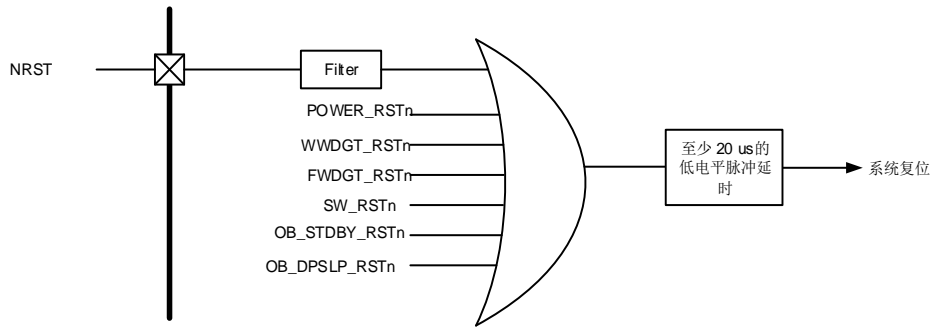 NRST
Filter
POWER_RSTn
WWDGT_RSTn
FWDGT_RSTn
SW_RSTn
OB_STDBY_RSTn
OB_DPSLP_RSTn
至少 20 us的
低电平脉冲延
时
系统复位